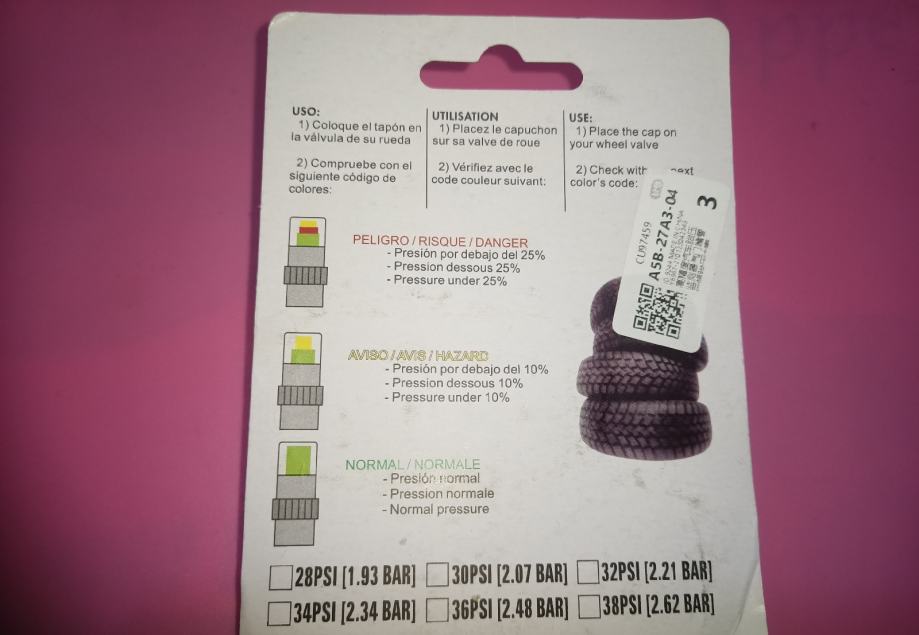 USO:
1) Coloque el tapón en
la válvula de su rueda
2) Compruebe con el
siguiente código de
colores:
UTILISATION
1) Placez le capuchon
sur sa valve de roue
2) Vérifiez avec le
code couleur suivant:
USE:
1) Place the cap on
your wheel valve
2) Check with next
color's code:
3
CU97459
A5B-27A3-04
PELIGRO / RISQUE / DANGER
- Presión por debajo del 25%
- Pression dessous 25%
- Pressure under 25%
AVISO / AVIS / HAZARD
- Presión por debajo del 10%
- Pression dessous 10%
- Pressure under 10%
NORMAL / NORMALE
- Presión normal
- Pression normale
- Normal pressure
28PSI [1.93 BAR] 30PSI [2.07 BAR] 32PSI [2.21 BAR]
34PSI [2.34 BAR] 36PSI [2.48 BAR] 38PSI [2.62 BAR]